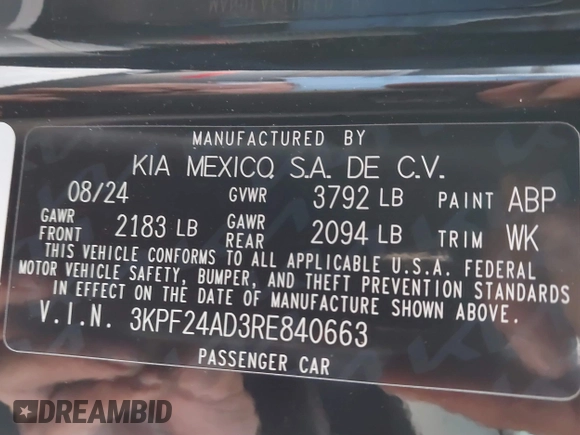 MANUFACTURED BY
KIA MEXICO, S.A. DE C.V.
08/24 GVWR 3792 LB PAINT ABP
GAWR FRONT 2183 LB GAWR REAR 2094 LB TRIM WK
THIS VEHICLE CONFORMS TO ALL APPLICABLE U.S.A. FEDERAL
MOTOR VEHICLE SAFETY, BUMPER, AND THEFT PREVENTION STANDARDS
IN EFFECT ON THE DATE OF MANUFACTURE SHOWN ABOVE.
V.I.N. 3KPF24AD3RE840663
PASSENGER CAR
DREAMBID